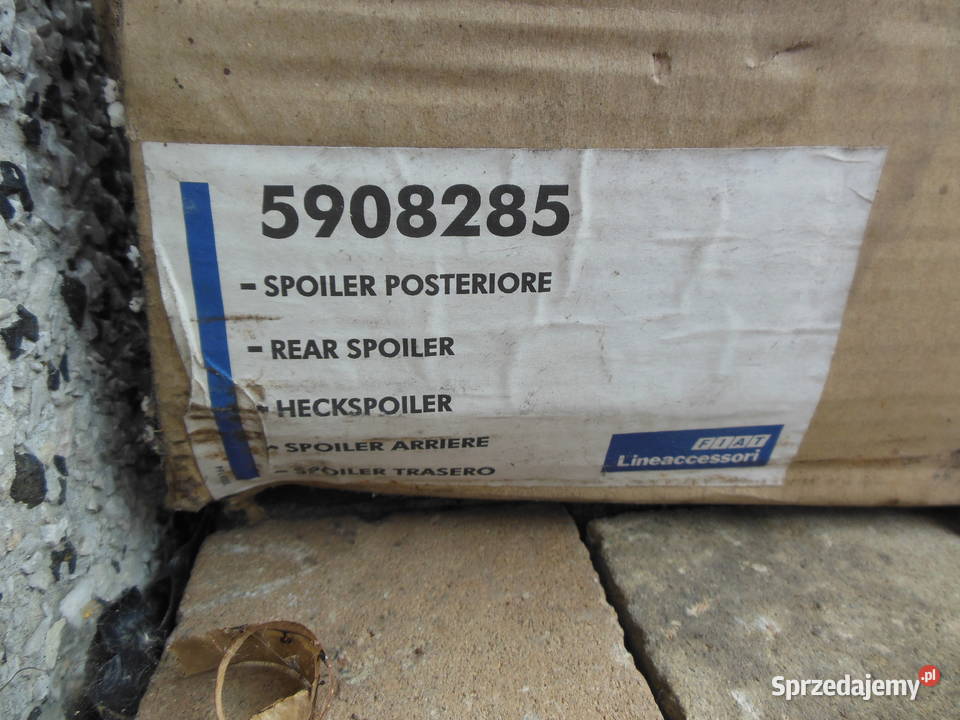 5908285
- SPOILER POSTERIORE
- REAR SPOILER
- HECKSPOILER
- SPOILER ARRIERE
- SPOILER TRASERO
FIAT
Lineaccessori
Sprzedajemy.pl